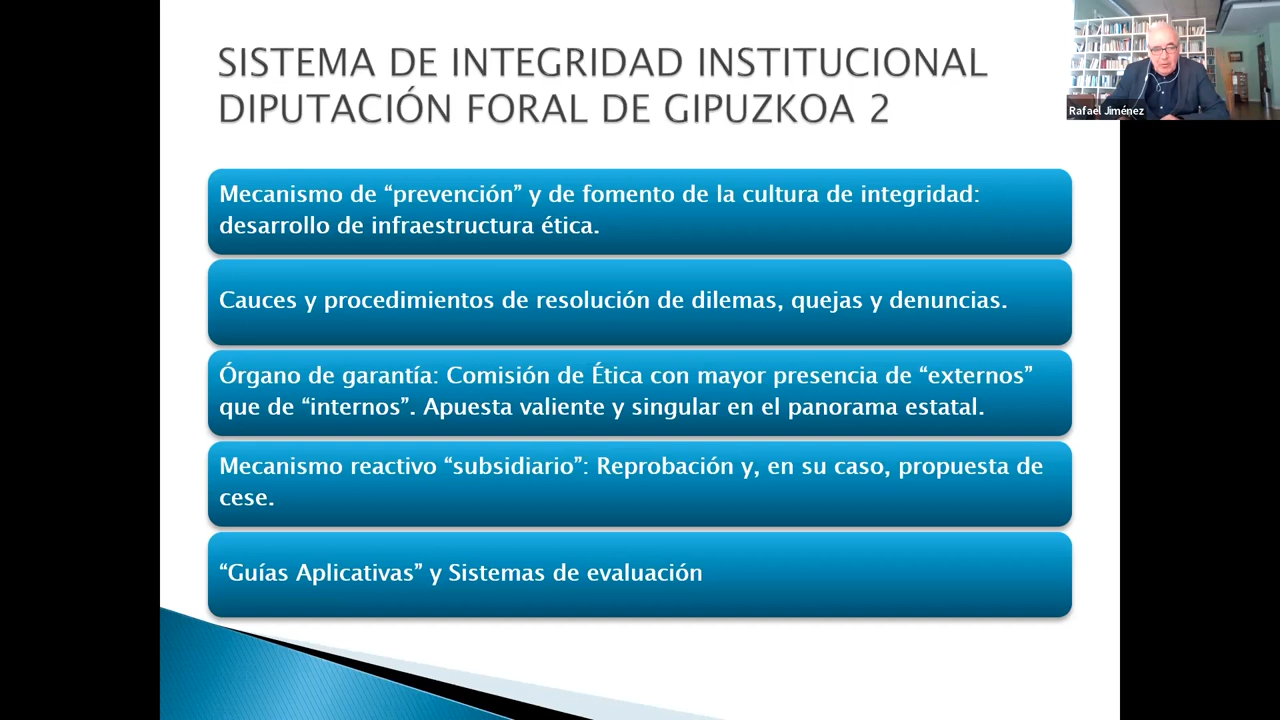 SISTEMA DE INTEGRIDAD INSTITUCIONAL
DIPUTACIÓN FORAL DE GIPUZKOA 2
Rafael Jiménez
Mecanismo de “prevención” y de fomento de la cultura de integridad:
desarrollo de infraestructura ética.
Cauces y procedimientos de resolución de dilemas, quejas y denuncias.
Órgano de garantía: Comisión de Ética con mayor presencia de “externos”
que de “internos”. Apuesta valiente y singular en el panorama estatal.
Mecanismo reactivo “subsidiario”: Reprobación y, en su caso, propuesta de
cese.
“Guías Aplicativas” y Sistemas de evaluación